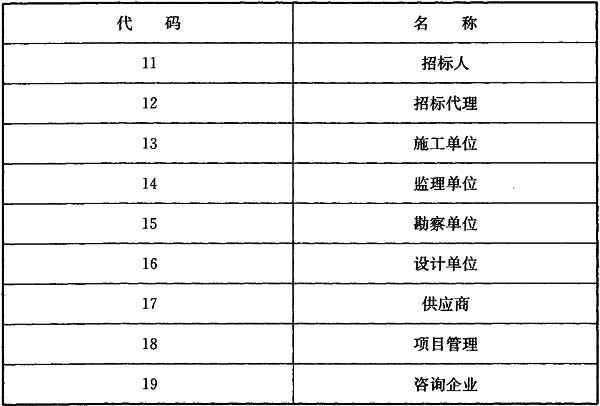 代 码 名 称
11 招标人
12 招标代理
13 施工单位
14 监理单位
15 勘察单位
16 设计单位
17 供应商
18 项目管理
19 咨询企业